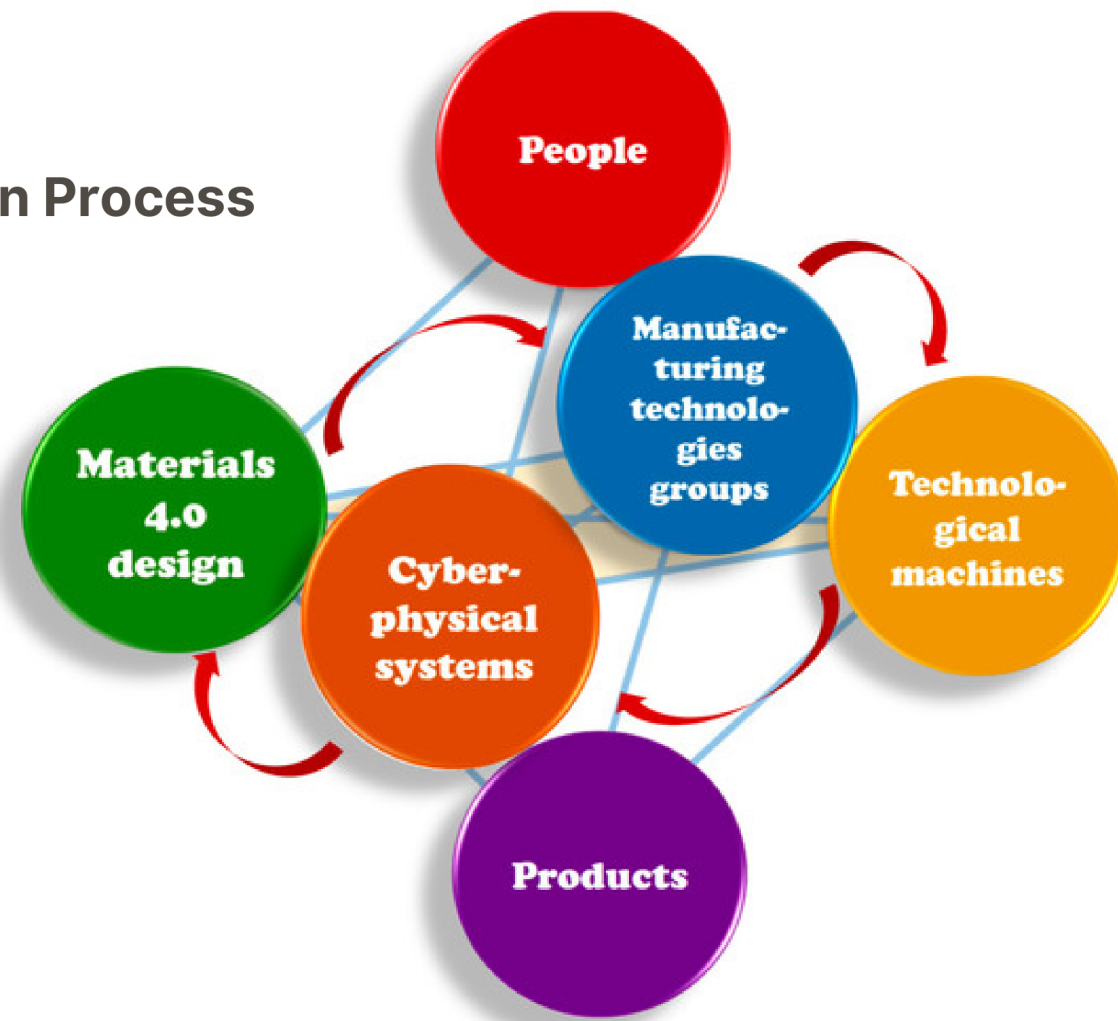 People
n Process
Manufac-
turing
technolo-
gies
groups
Materials
4.0
design
Technolo-
gical
machines
Cyber-
physical
systems
Products